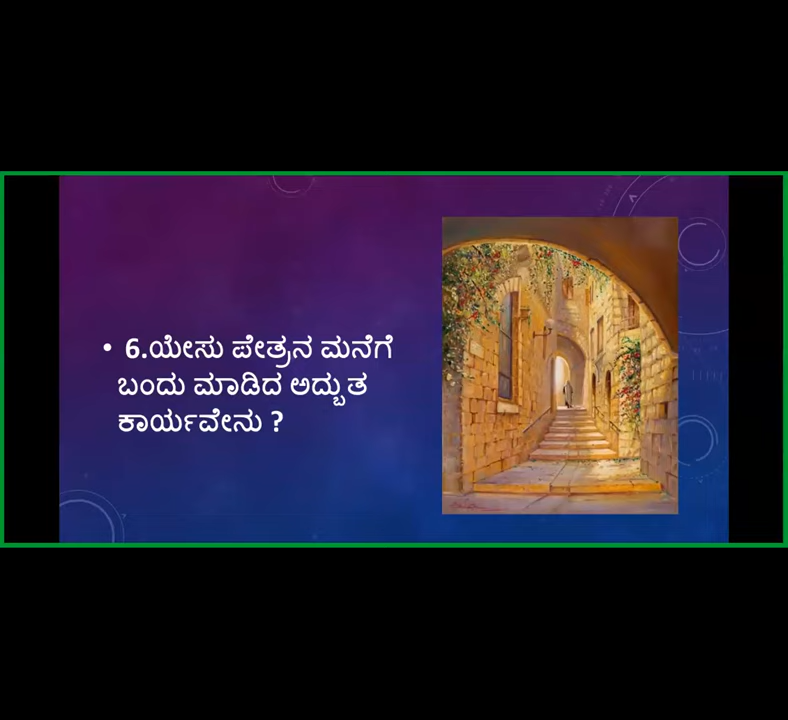 • 6.ಯೇಸು ಪೇತ್ರನ ಮನೆಗೆ
ಬಂದು ಮಾಡಿದ ಅದ್ಬುತ
ಕಾರ್ಯವೇನು ?